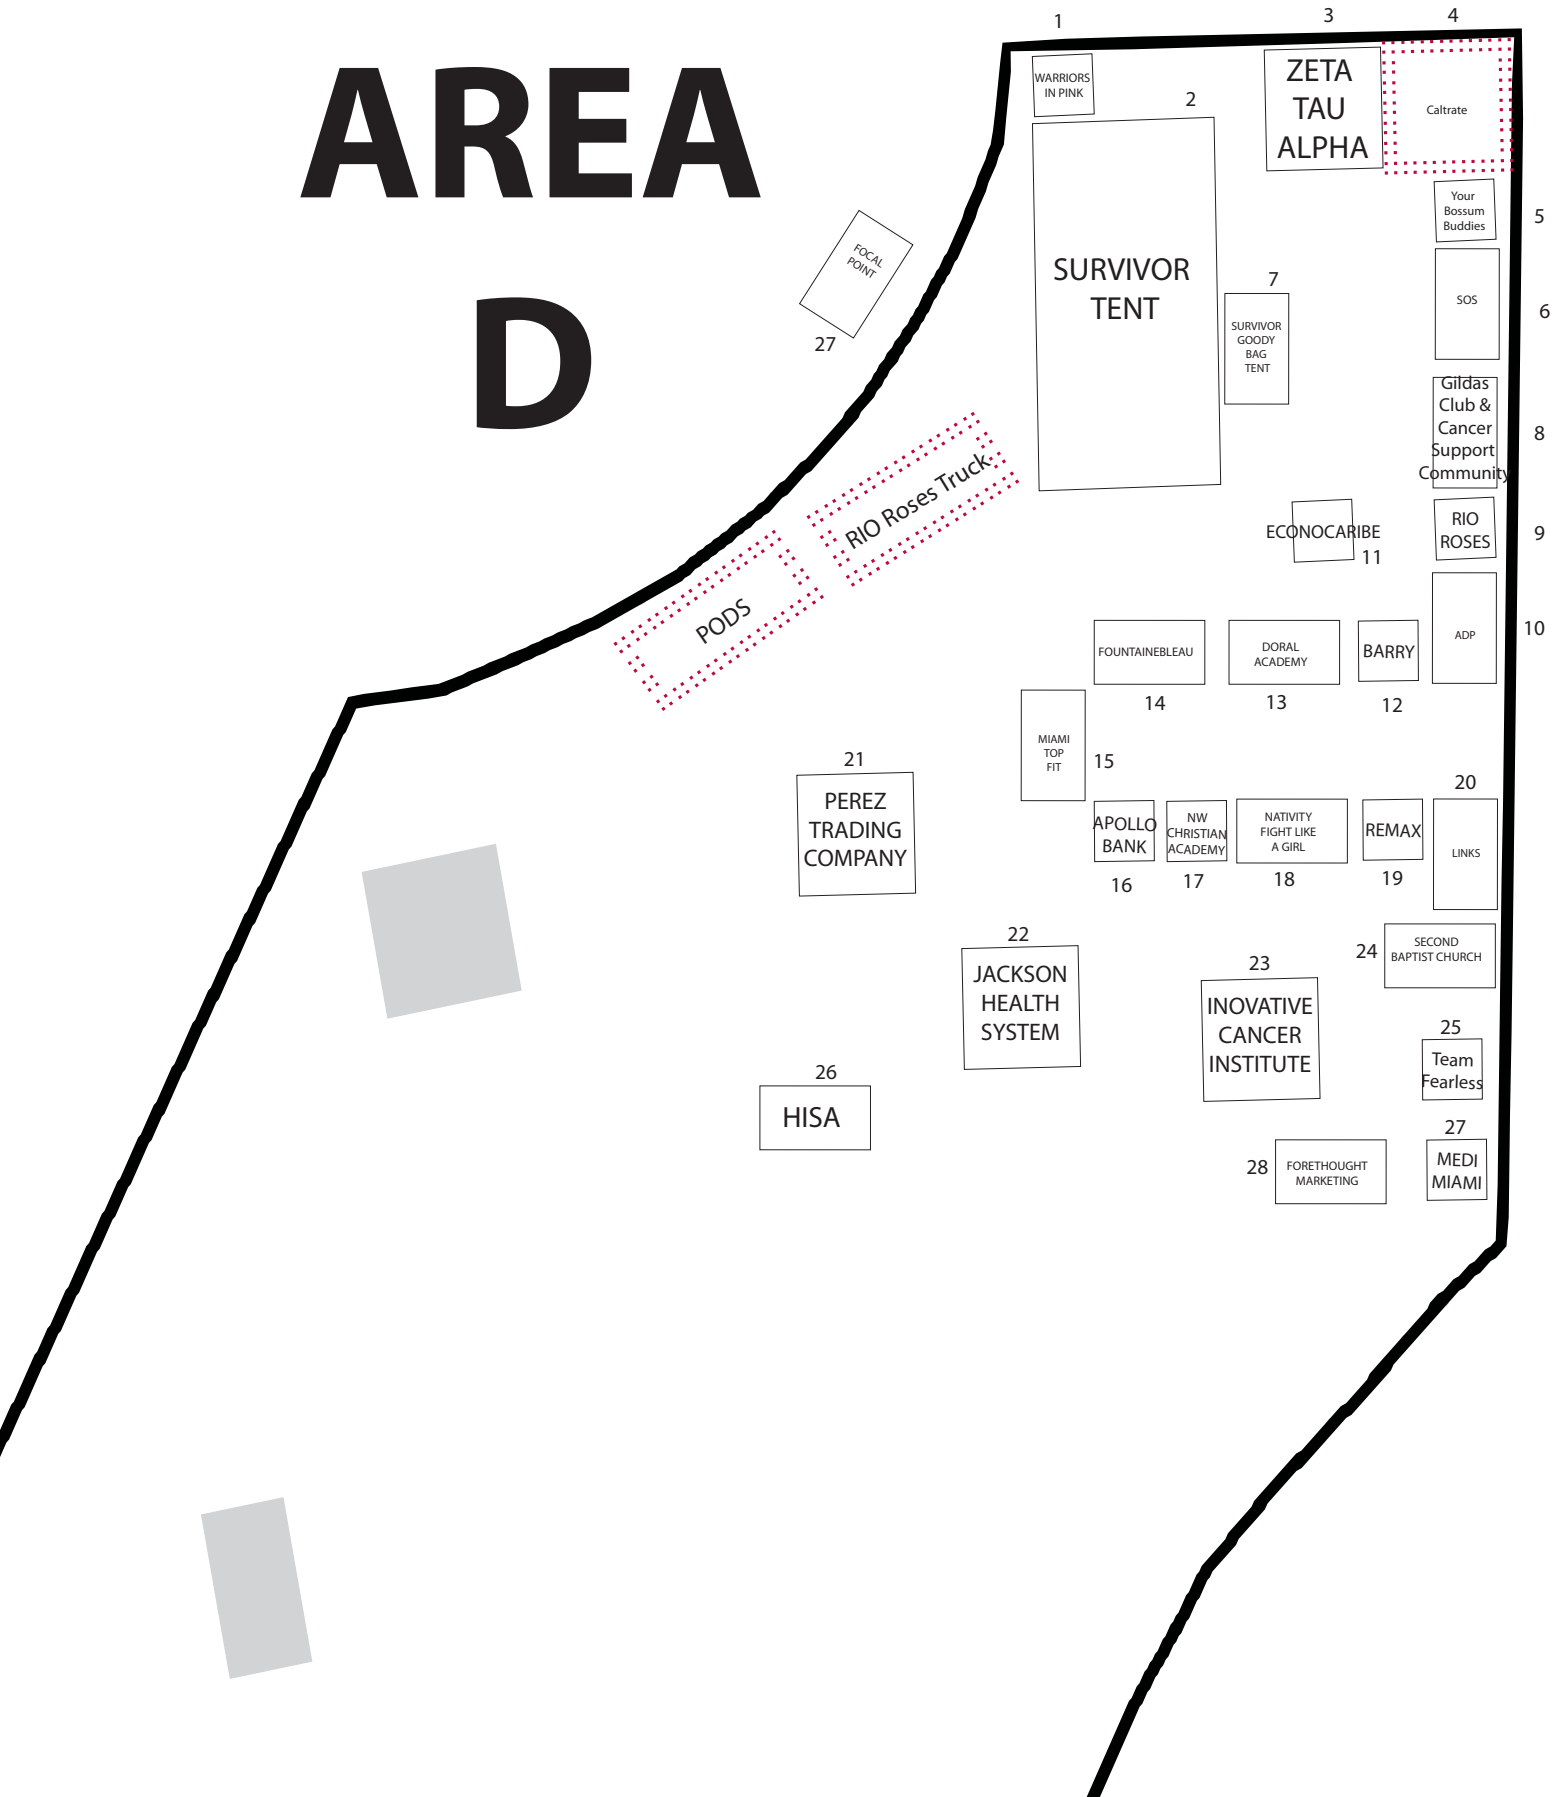 AREA
D
1
3
4
WARRIORS
IN PINK
2
ZETA
TAU
ALPHA
Caltrate
Your
Bossum
Buddies
5
FOCAL
POINT
27
SURVIVOR
TENT
7
SURVIVOR
GOODY
BAG
TENT
SOS
6
Gildas
Club &
Cancer
Support
Community
8
RIO Roses Truck
PODS
ECONOCARIBE
11
RIO
ROSES
9
ADP
10
FOUNTAINEBLEAU
14
DORAL
ACADEMY
13
BARRY
12
MIAMI
TOP
FIT
15
21
PEREZ
TRADING
COMPANY
APOLLO
BANK
16
NW
CHRISTIAN
ACADEMY
17
NATIVITY
FIGHT LIKE
A GIRL
18
REMAX
19
20
LINKS
22
JACKSON
HEALTH
SYSTEM
23
INOVATIVE
CANCER
INSTITUTE
24
SECOND
BAPTIST CHURCH
25
Team
Fearless
26
HISA
27
MEDI
MIAMI
28
FORETHOUGHT
MARKETING